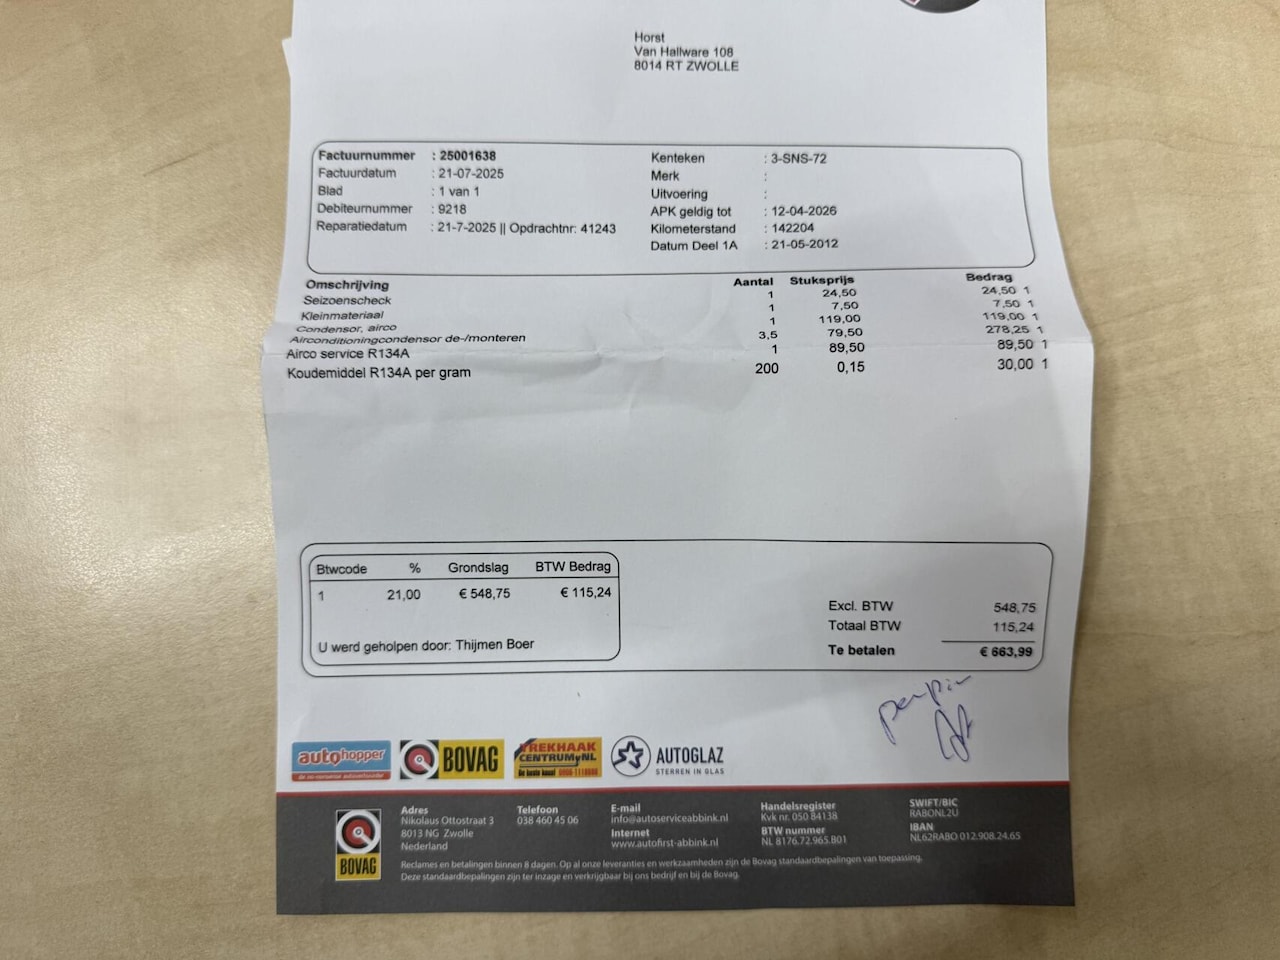 Horst
Van Hallware 108
8014 RT ZWOLLE
Factuurnummer : 25001638
Factuurdatum : 21-07-2025
Blad : 1 van 1
Debiteurnummer : 9218
Reparatiedatum : 21-7-2025 || Opdrachtnr: 41243
Kenteken : 3-SNS-72
Merk :
Uitvoering :
APK geldig tot : 12-04-2026
Kilometerstand : 142204
Datum Deel 1A : 21-05-2012
Omschrijving Aantal Stuksprijs Bedrag
Seizoenscheck 1 24,50 24,50 1
Kleinmateriaal 1 7,50 7,50 1
Condensor, airco 1 119,00 119,00 1
Airconditioningcondensor de-/monteren 3,5 79,50 278,25 1
Airco service R134A 1 89,50 89,50 1
Koudemiddel R134A per gram 200 0,15 30,00 1
Btwcode % Grondslag BTW Bedrag
1 21,00 € 548,75 € 115,24
U werd geholpen door: Thijmen Boer
Excl. BTW 548,75
Totaal BTW 115,24
Te betalen € 663,99
per pin
autohopper
BOVAG
TREKHAAK
CENTRUM.NL
De beste keus! 0900-1118888
AUTOGLAZ
STERREN IN GLAS
BOVAG
Adres
Nikolaus Ottostraat 3
8013 NG Zwolle
Nederland
Telefoon
038 460 45 06
E-mail
info@autoserviceabbink.nl
Internet
www.autofirst-abbink.nl
Handelsregister
Kvk nr. 050 84138
BTW nummer
NL 8176.72.965.B01
SWIFT/BIC
RABONL2U
IBAN
NL62RABO 012.908.24.65
Reclames en betalingen binnen 8 dagen. Op al onze leveranties en werkzaamheden zijn de Bovag standaardbepalingen van toepassing.
Deze standaardbepalingen zijn ter inzage en verkrijgbaar bij ons bedrijf en bij de Bovag.